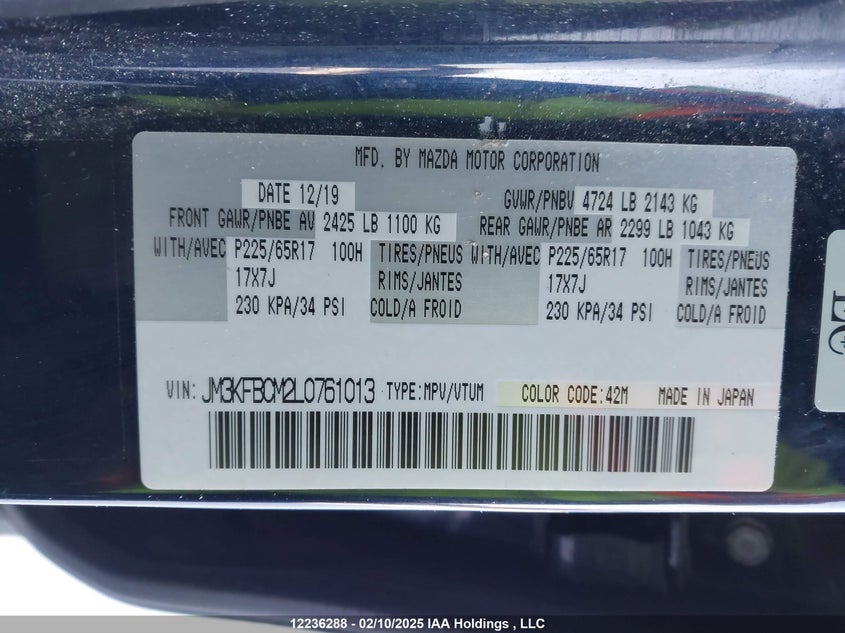 MFD. BY MAZDA MOTOR CORPORATION
DATE 12/19 GVWR/PNBV 4724 LB 2143 KG
FRONT GAWR/PNBE AV 2425 LB 1100 KG REAR GAWR/PNBE AR 2299 LB 1043 KG
WITH/AVEC P225/65R17 100H TIRES/PNEUS WITH/AVEC P225/65R17 100H TIRES/PNEUS
17X7J RIMS/JANTES 17X7J RIMS/JANTES
230 KPA/34 PSI COLD/A FROID 230 KPA/34 PSI COLD/A FROID
VIN: JM3KFBCM2L0761013 TYPE:MPV/VTUM COLOR CODE:42M MADE IN JAPAN
12236288 - 02/10/2025 IAA Holdings , LLC